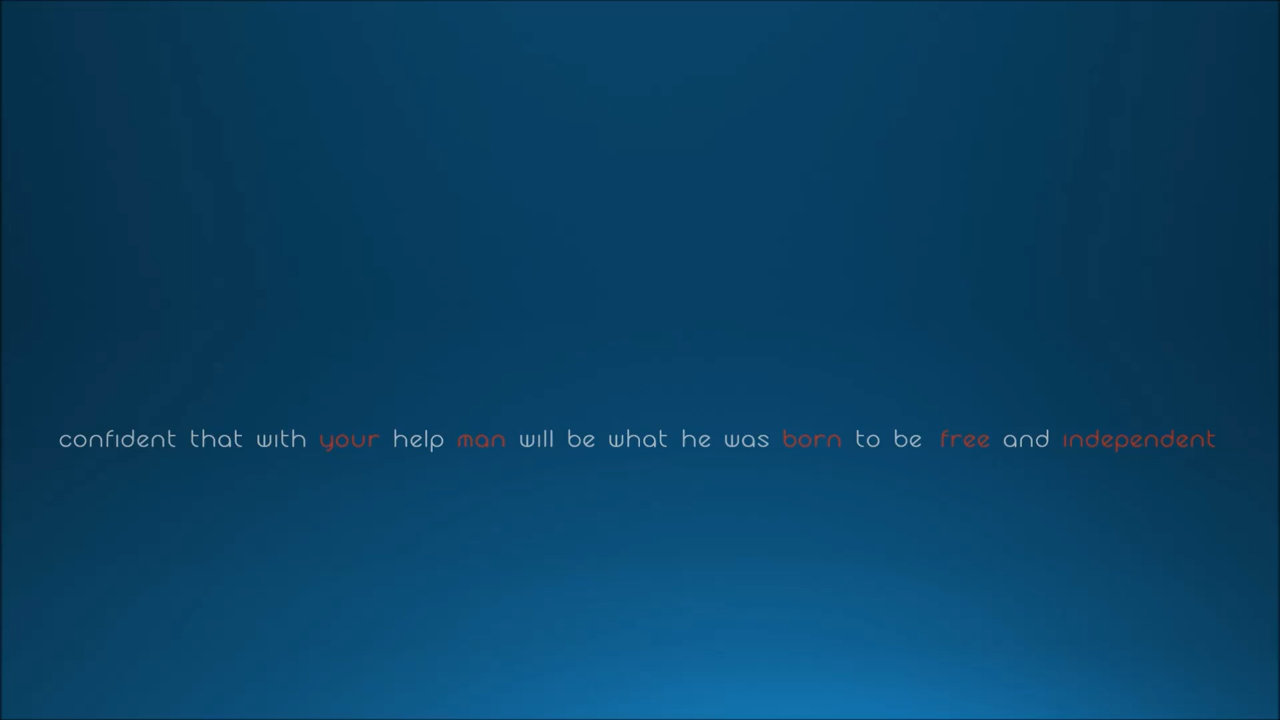 confident that with your help man will be what he was born to be free and independent